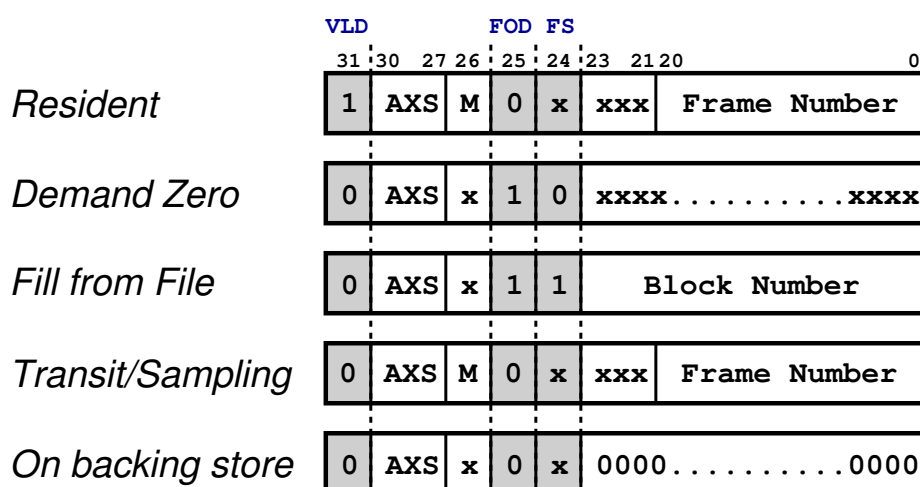 VLD FOD FS
31 30 27 26 25 24 23 21 20 0
Resident 1 AXS M 0 x xxx Frame Number
Demand Zero 0 AXS x 1 0 xxxx..........xxxx
Fill from File 0 AXS x 1 1 Block Number
Transit/Sampling 0 AXS M 0 x xxx Frame Number
On backing store 0 AXS x 0 x 0000..........0000